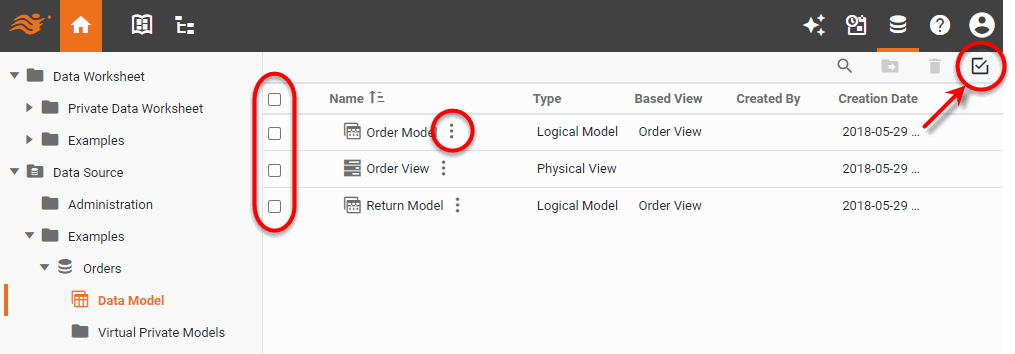 Data Worksheet
Private Data Worksheet
Examples
Data Source
Administration
Examples
Orders
Data Model
Virtual Private Models
Name Type Based View Created By Creation Date
Order Model Logical Model Order View 2018-05-29 ...
Order View Physical View 2018-05-29 ...
Return Model Logical Model Order View 2018-05-29 ...